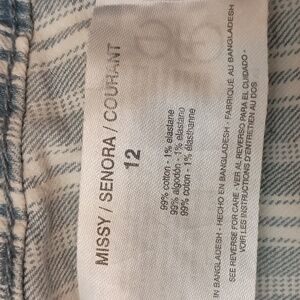 MISSY / SENORA / COURANT
12
99% cotton - 1% elastane
99% algodón - 1% elastano
99% coton - 1% élasthanne
IN BANGLADESH - HECHO EN BANGLADESH - FABRIQUÉ AU BANGLADESH
SEE REVERSE FOR CARE - VER AL REVERSO PARA EL CUIDADO -
VOIR LES INSTRUCTIONS D'ENTRETIEN AU DOS